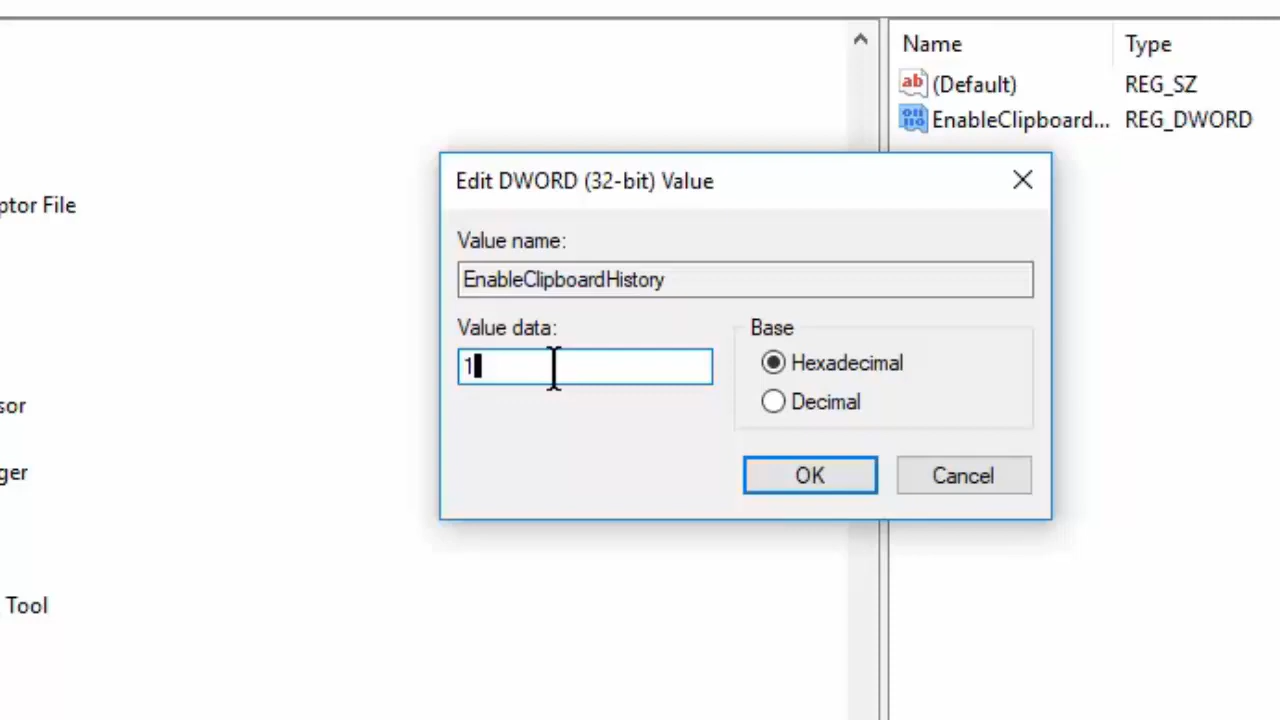 Name Type
ab (Default) REG_SZ
EnableClipboard... REG_DWORD
ptor File
sor
ger
Tool
Edit DWORD (32-bit) Value
Value name:
EnableClipboardHistory
Value data:
1
Base
Hexadecimal
Decimal
OK Cancel